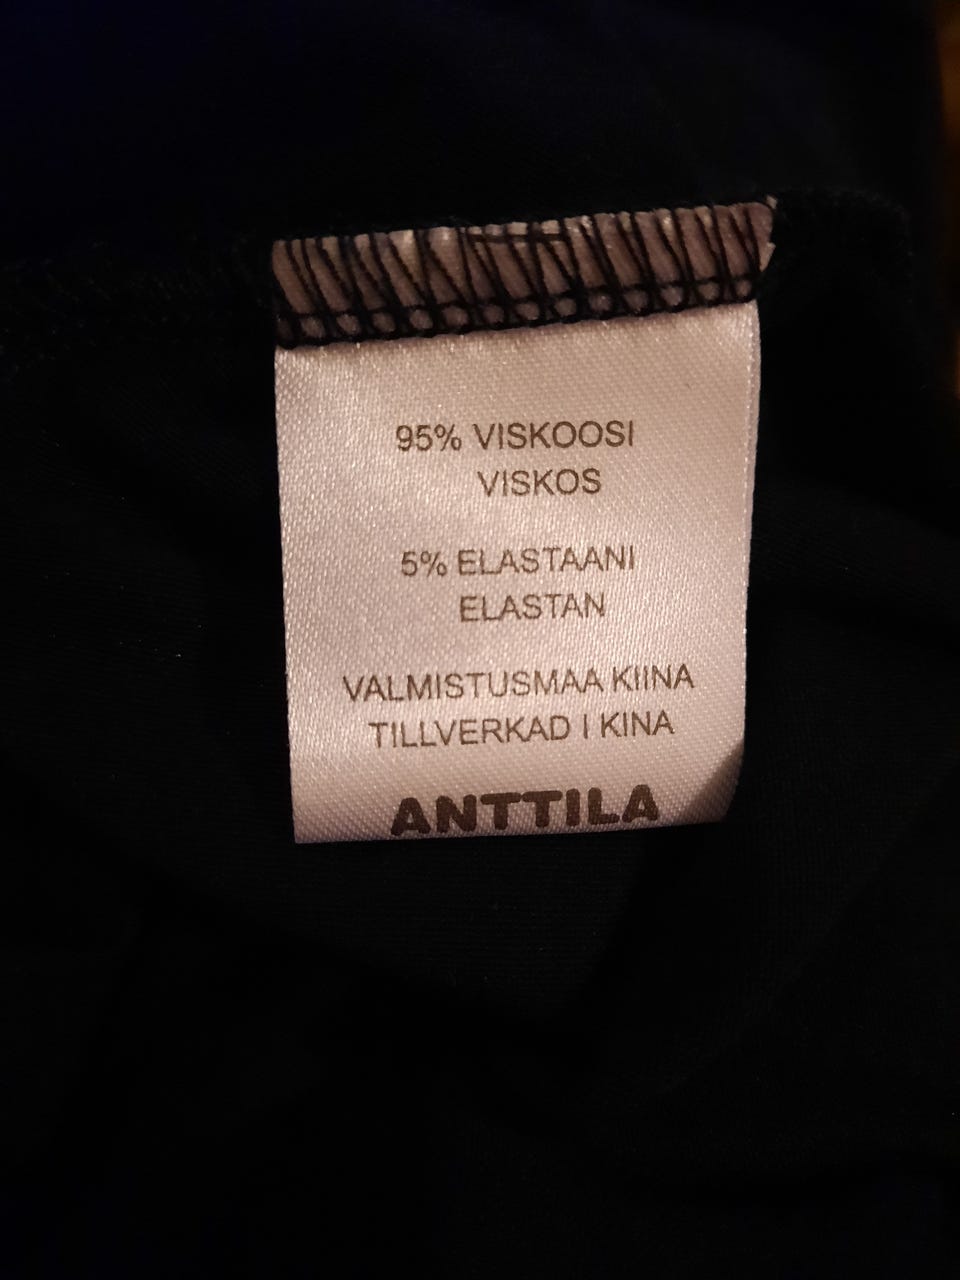 95% VISKOOSI
VISKOS
5% ELASTAANI
ELASTAN
VALMISTUSMAA KIINA
TILLVERKAD I KINA
ANTTILA